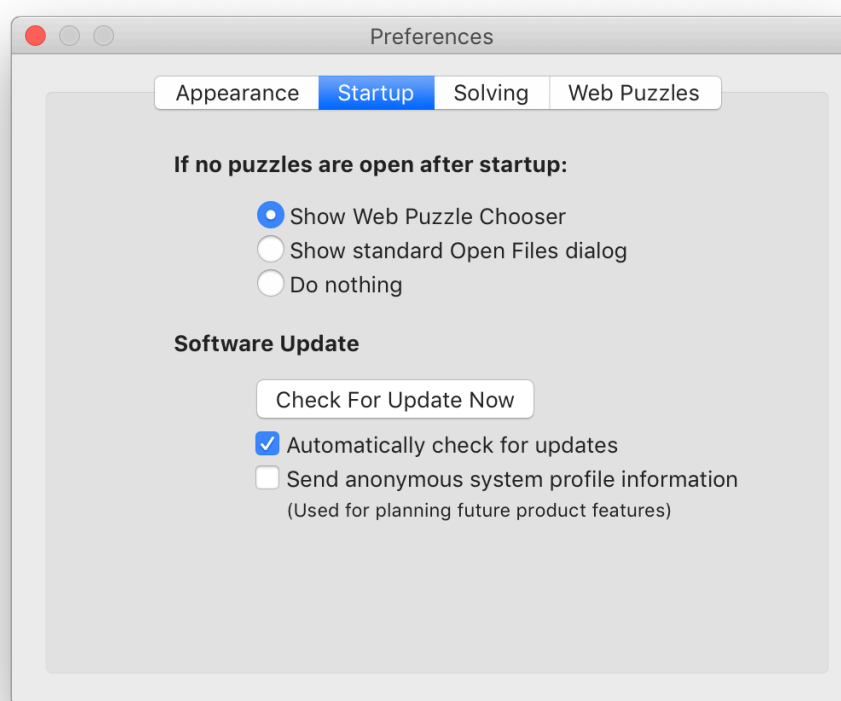 Preferences
Appearance Startup Solving Web Puzzles
If no puzzles are open after startup:
Show Web Puzzle Chooser
Show standard Open Files dialog
Do nothing
Software Update
Check For Update Now
Automatically check for updates
Send anonymous system profile information
(Used for planning future product features)